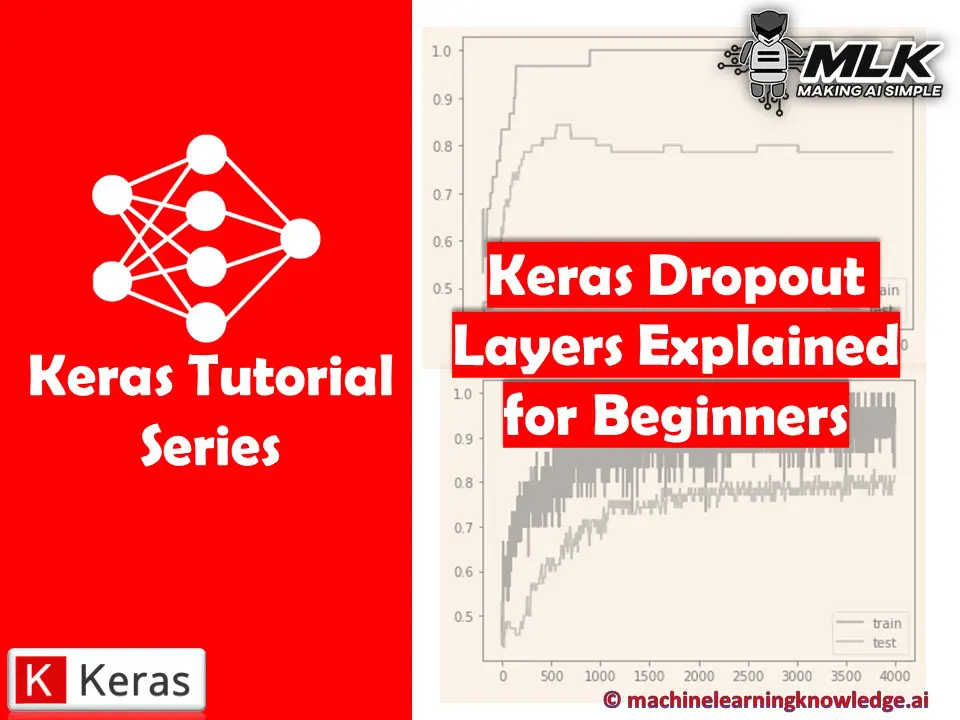 MLK
MAKING AI SIMPLE
1.0
0.9
0.8
0.7
0.6
0.5
Keras Dropout
Layers Explained
for Beginners
Keras Tutorial
Series
1.0
0.9
0.8
0.7
0.6
0.5
train
test
0 500 1000 1500 2000 2500 3000 3500 4000
K Keras
© machinelearningknowledge.ai